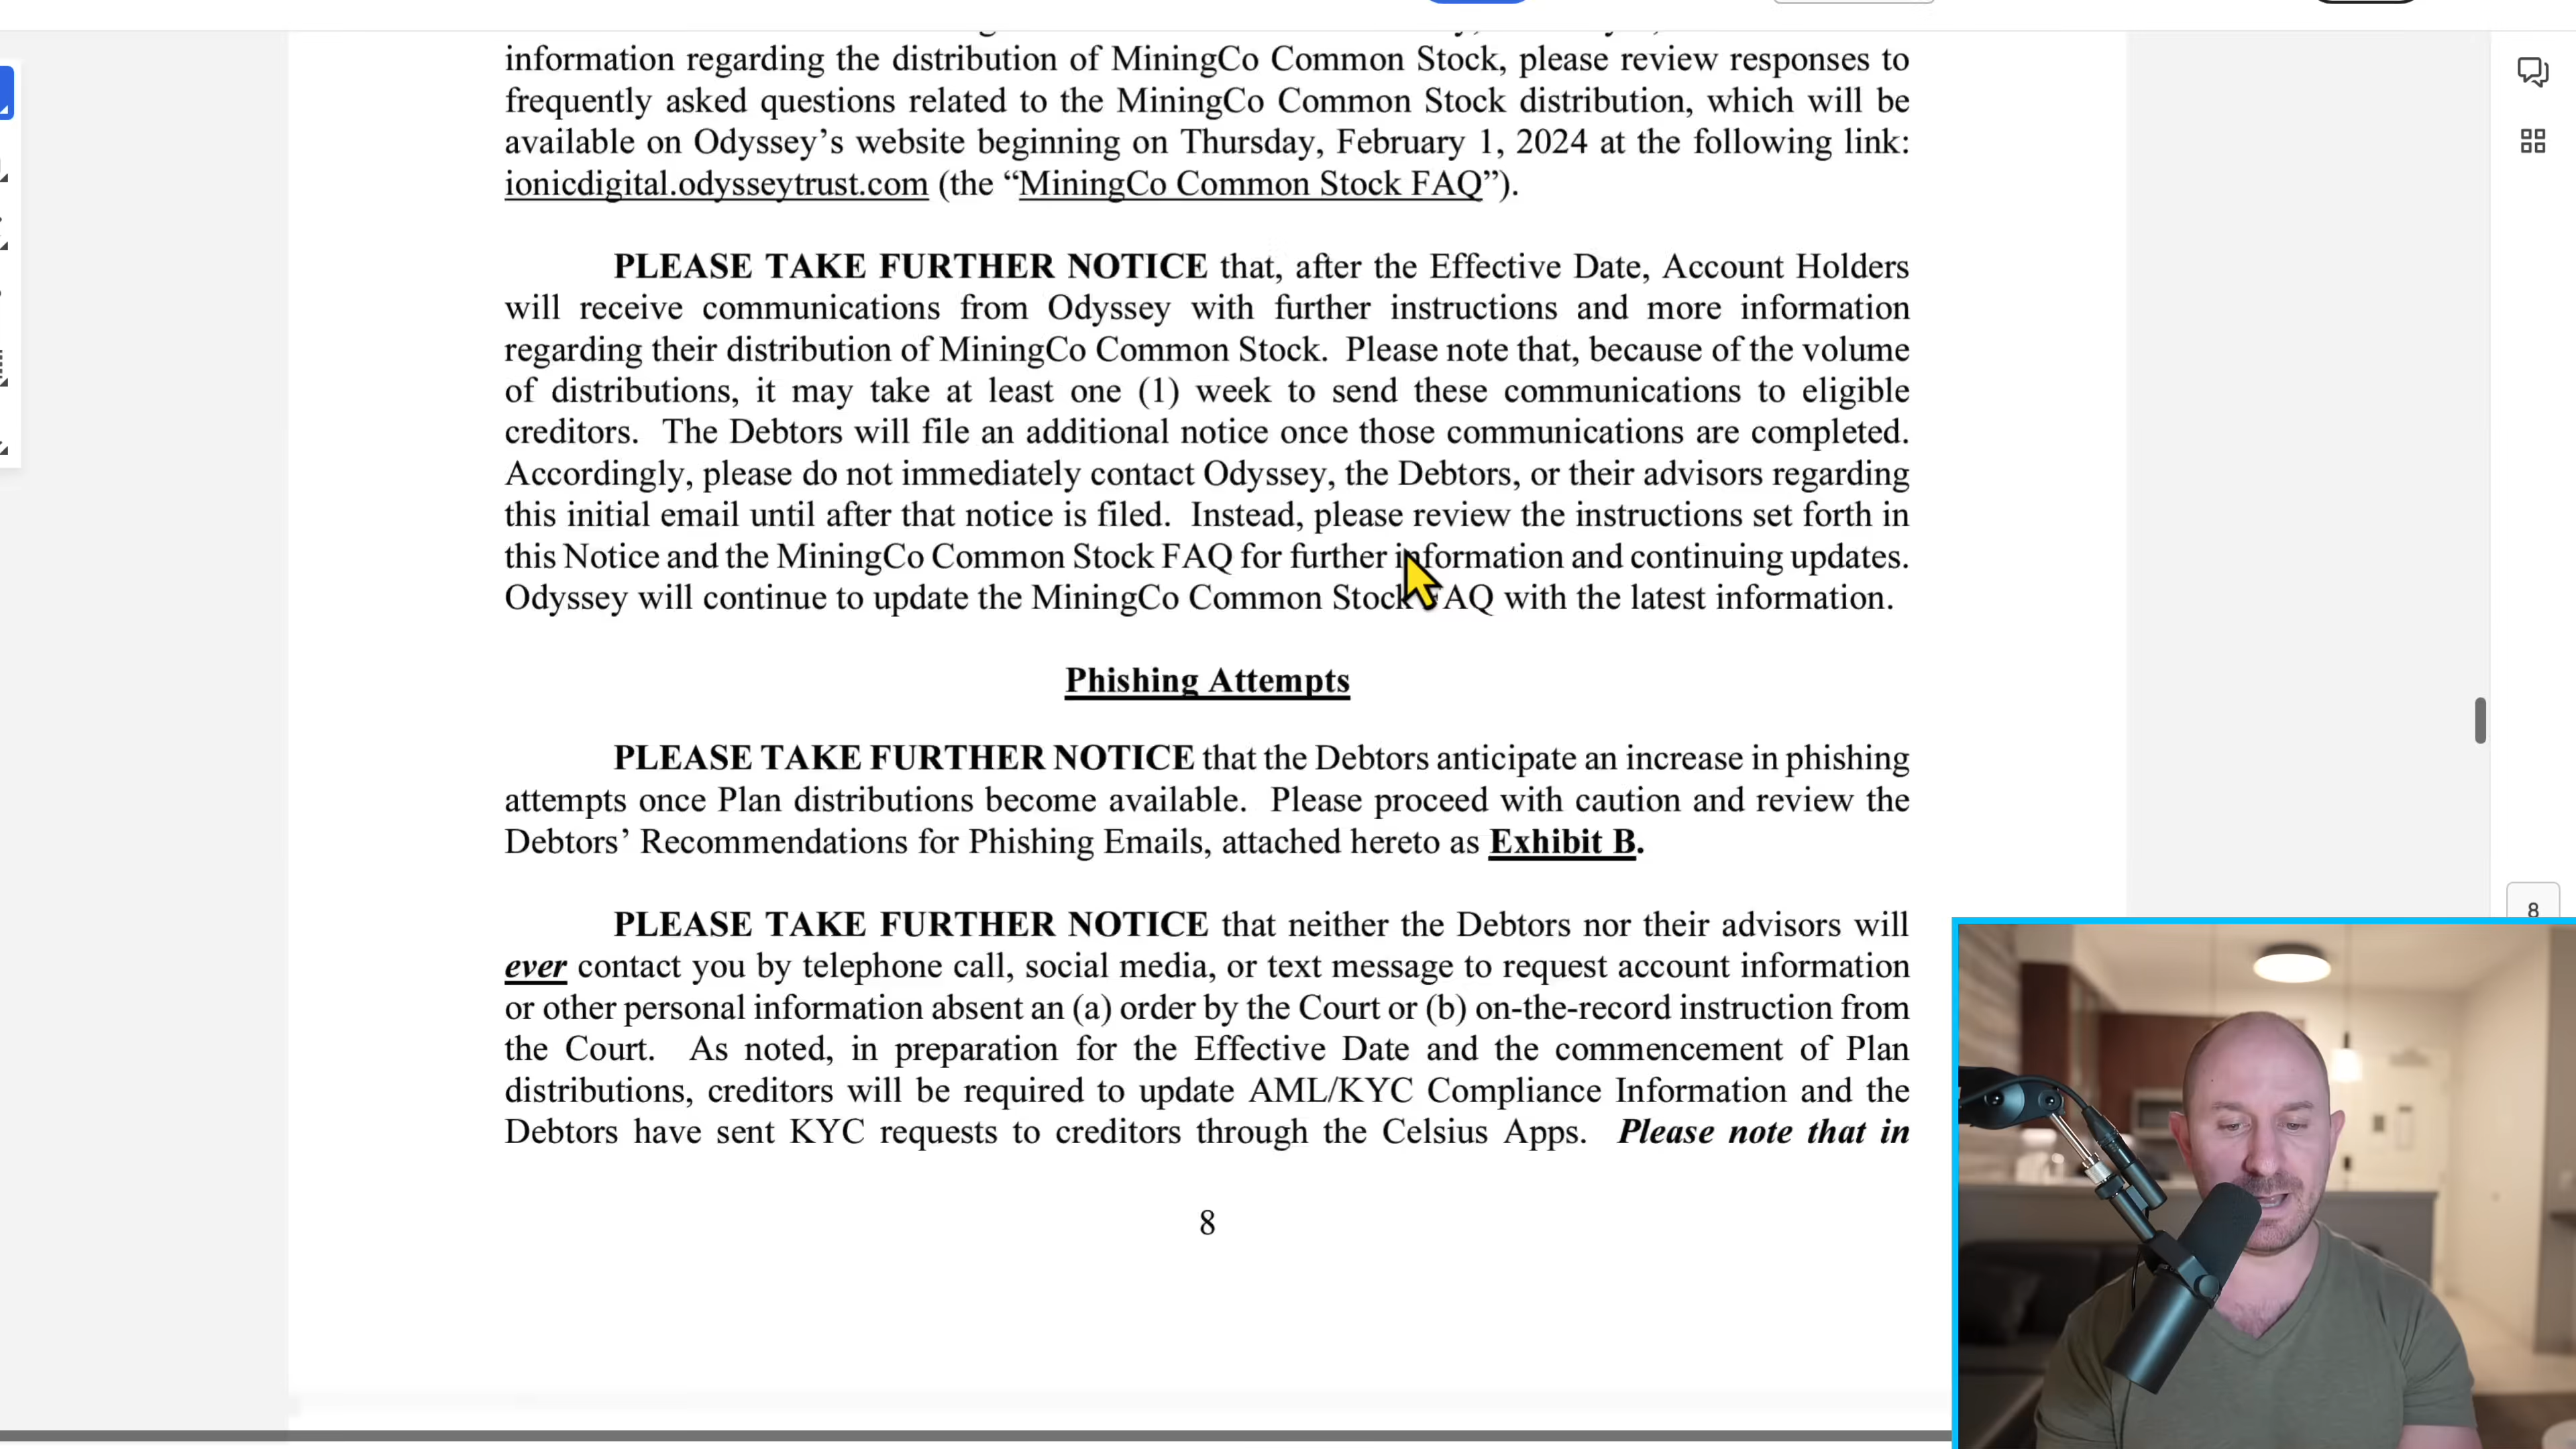 information regarding the distribution of MiningCo Common Stock, please review responses to
frequently asked questions related to the MiningCo Common Stock distribution, which will be
available on Odyssey’s website beginning on Thursday, February 1, 2024 at the following link:
ionicdigital.odysseytrust.com (the “MiningCo Common Stock FAQ”).
PLEASE TAKE FURTHER NOTICE that, after the Effective Date, Account Holders
will receive communications from Odyssey with further instructions and more information
regarding their distribution of MiningCo Common Stock. Please note that, because of the volume
of distributions, it may take at least one (1) week to send these communications to eligible
creditors. The Debtors will file an additional notice once those communications are completed.
Accordingly, please do not immediately contact Odyssey, the Debtors, or their advisors regarding
this initial email until after that notice is filed. Instead, please review the instructions set forth in
this Notice and the MiningCo Common Stock FAQ for further information and continuing updates.
Odyssey will continue to update the MiningCo Common Stock FAQ with the latest information.
Phishing Attempts
PLEASE TAKE FURTHER NOTICE that the Debtors anticipate an increase in phishing
attempts once Plan distributions become available. Please proceed with caution and review the
Debtors’ Recommendations for Phishing Emails, attached hereto as Exhibit B.
PLEASE TAKE FURTHER NOTICE that neither the Debtors nor their advisors will
ever contact you by telephone call, social media, or text message to request account information
or other personal information absent an (a) order by the Court or (b) on-the-record instruction from
the Court. As noted, in preparation for the Effective Date and the commencement of Plan
distributions, creditors will be required to update AML/KYC Compliance Information and the
Debtors have sent KYC requests to creditors through the Celsius Apps. Please note that in
8
8